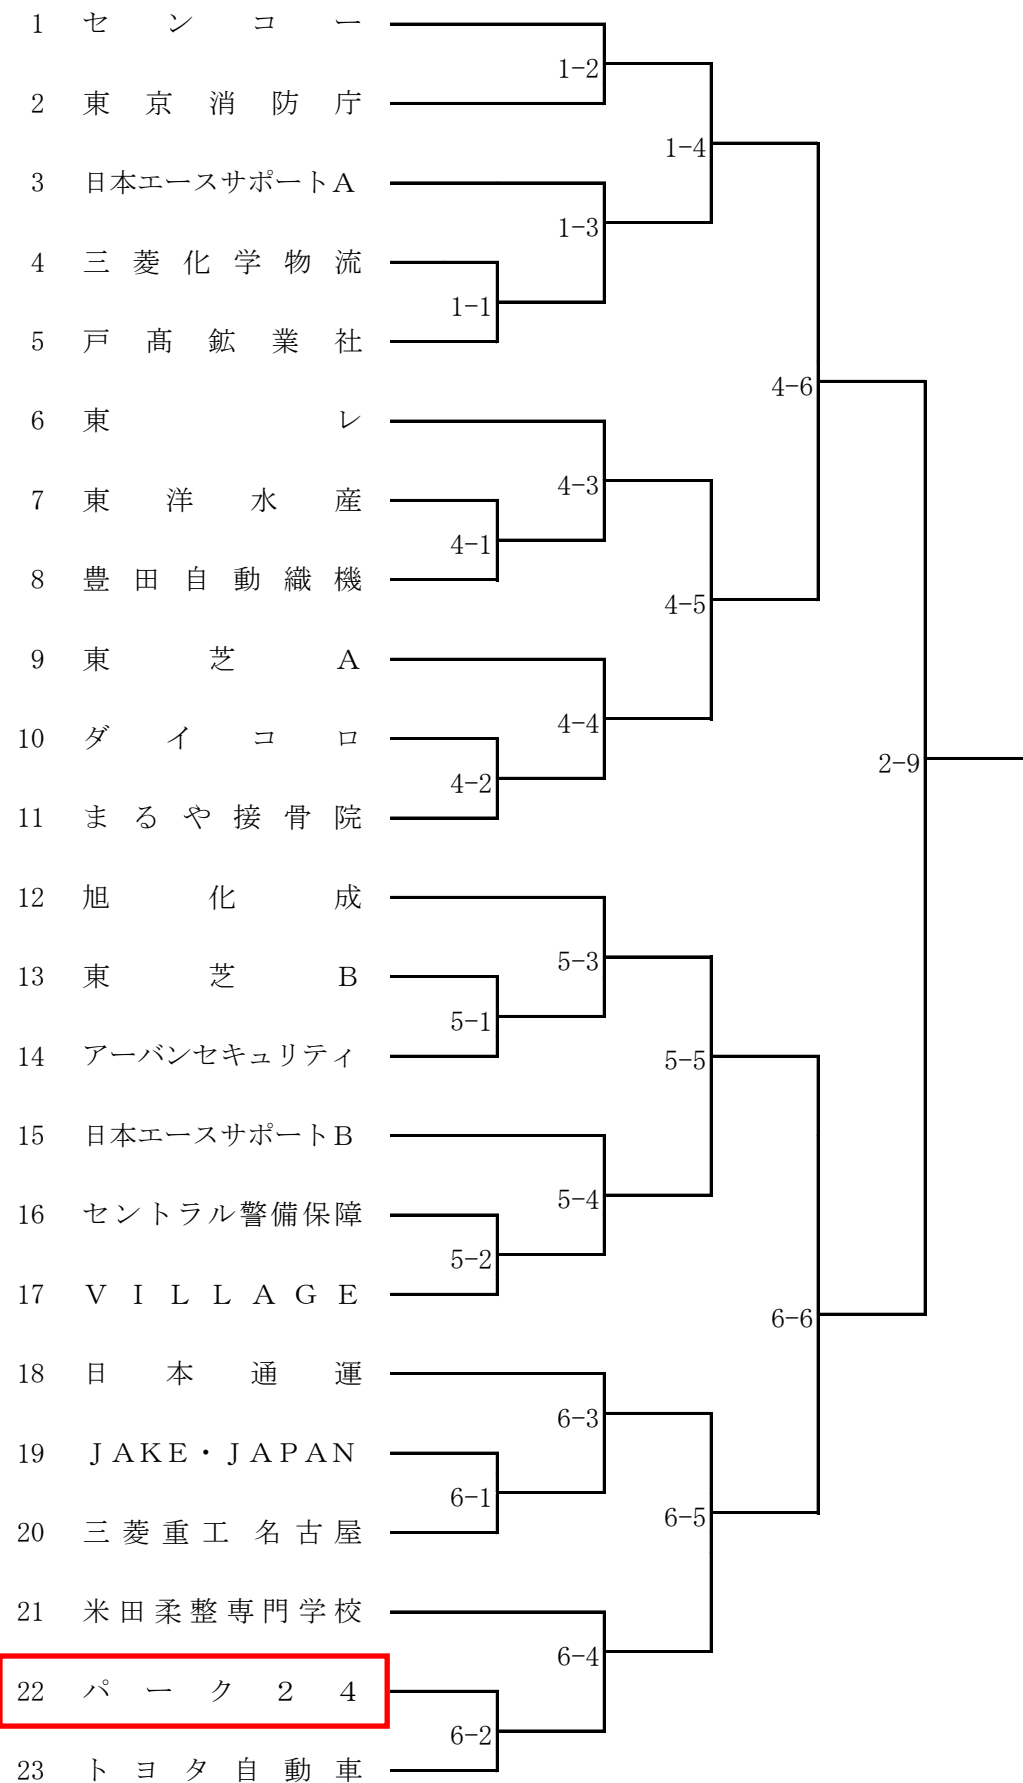 1 センコー
1-2
2 東京消防庁
1-4
3 日本エースサポートA
1-3
4 三菱化学物流
1-1
5 戸髙鉱業社
4-6
6 東レ
4-3
7 東洋水産
4-1
8 豊田自動織機
4-5
9 東芝A
4-4
10 ダイコロ
2-9
4-2
11 まるや接骨院
12 旭化成
5-3
13 東芝B
5-1
14 アーバンセキュリティ
5-5
15 日本エースサポートB
5-4
16 セントラル警備保障
5-2
17 VILLAGE
6-6
18 日本通運
6-3
19 JAKE・JAPAN
6-1
6-5
20 三菱重工名古屋
21 米田柔整専門学校
6-4
22 パーク24
6-2
23 トヨタ自動車